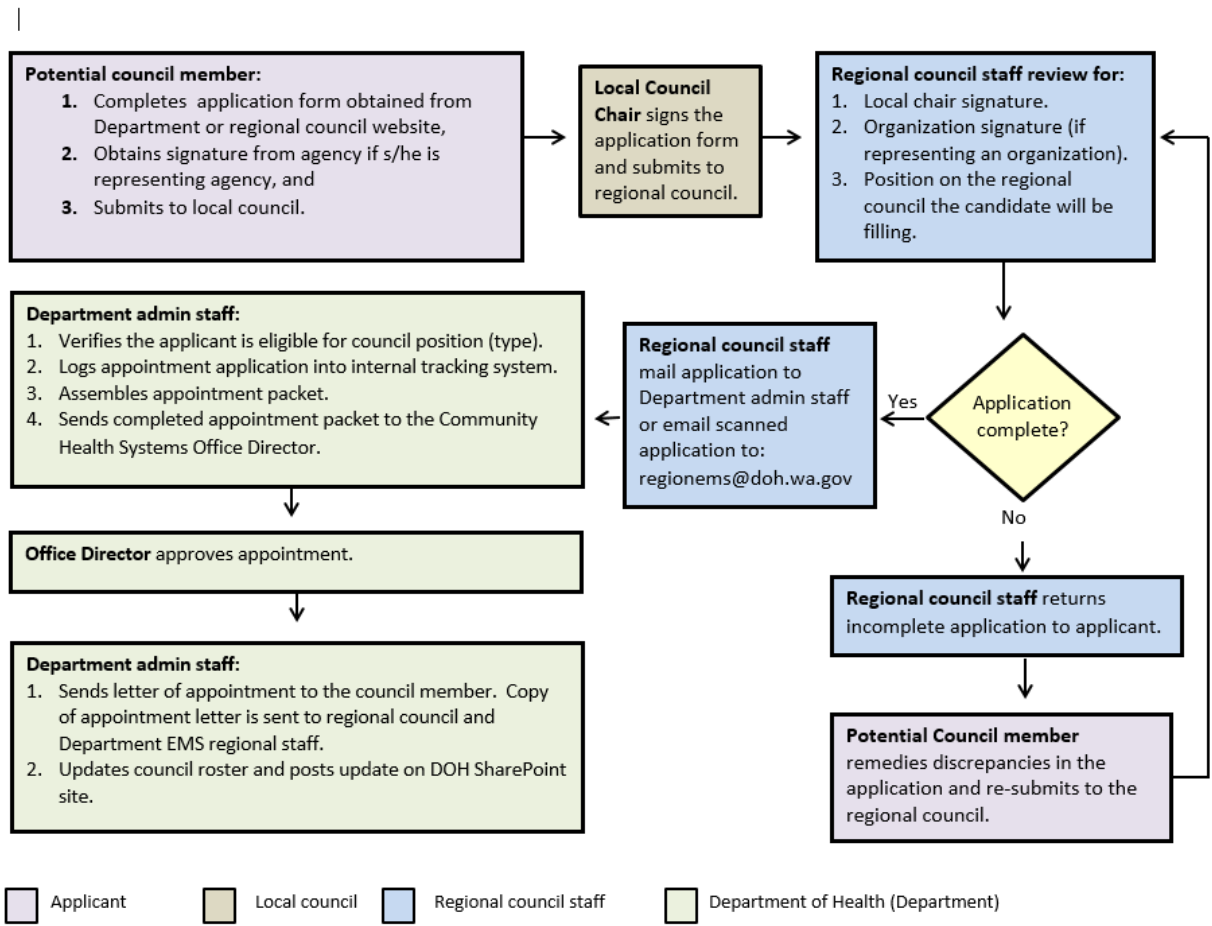 Potential council member:
1. Completes application form obtained from
Department or regional council website,
2. Obtains signature from agency if s/he is
representing agency, and
3. Submits to local council.
Local Council
Chair signs the
application form
and submits to
regional council.
Regional council staff review for:
1. Local chair signature.
2. Organization signature (if
representing an organization).
3. Position on the regional
council the candidate will be
filling.
Application
complete?
Yes
No
Regional council staff
mail application to
Department admin staff
or email scanned
application to:
regionems@doh.wa.gov
Department admin staff:
1. Verifies the applicant is eligible for council position (type).
2. Logs appointment application into internal tracking system.
3. Assembles appointment packet.
4. Sends completed appointment packet to the Community
Health Systems Office Director.
Office Director approves appointment.
Department admin staff:
1. Sends letter of appointment to the council member. Copy
of appointment letter is sent to regional council and
Department EMS regional staff.
2. Updates council roster and posts update on DOH SharePoint
site.
Regional council staff returns
incomplete application to applicant.
Potential Council member
remedies discrepancies in the
application and re-submits to the
regional council.
Applicant
Local council
Regional council staff
Department of Health (Department)